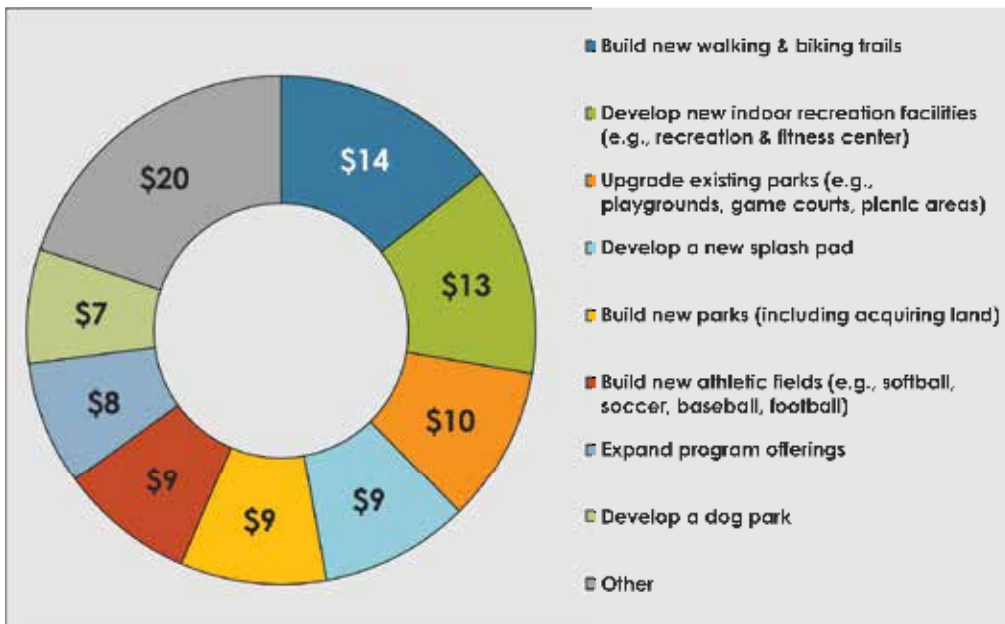 $14
$13
$10
$9
$9
$9
$8
$7
$20
Build new walking & biking trails
Develop new indoor recreation facilities
(e.g., recreation & fitness center)
Upgrade existing parks (e.g.,
playgrounds, game courts, picnic areas)
Develop a new splash pad
Build new parks (including acquiring land)
Build new athletic fields (e.g., softball,
soccer, baseball, football)
Expand program offerings
Develop a dog park
Other